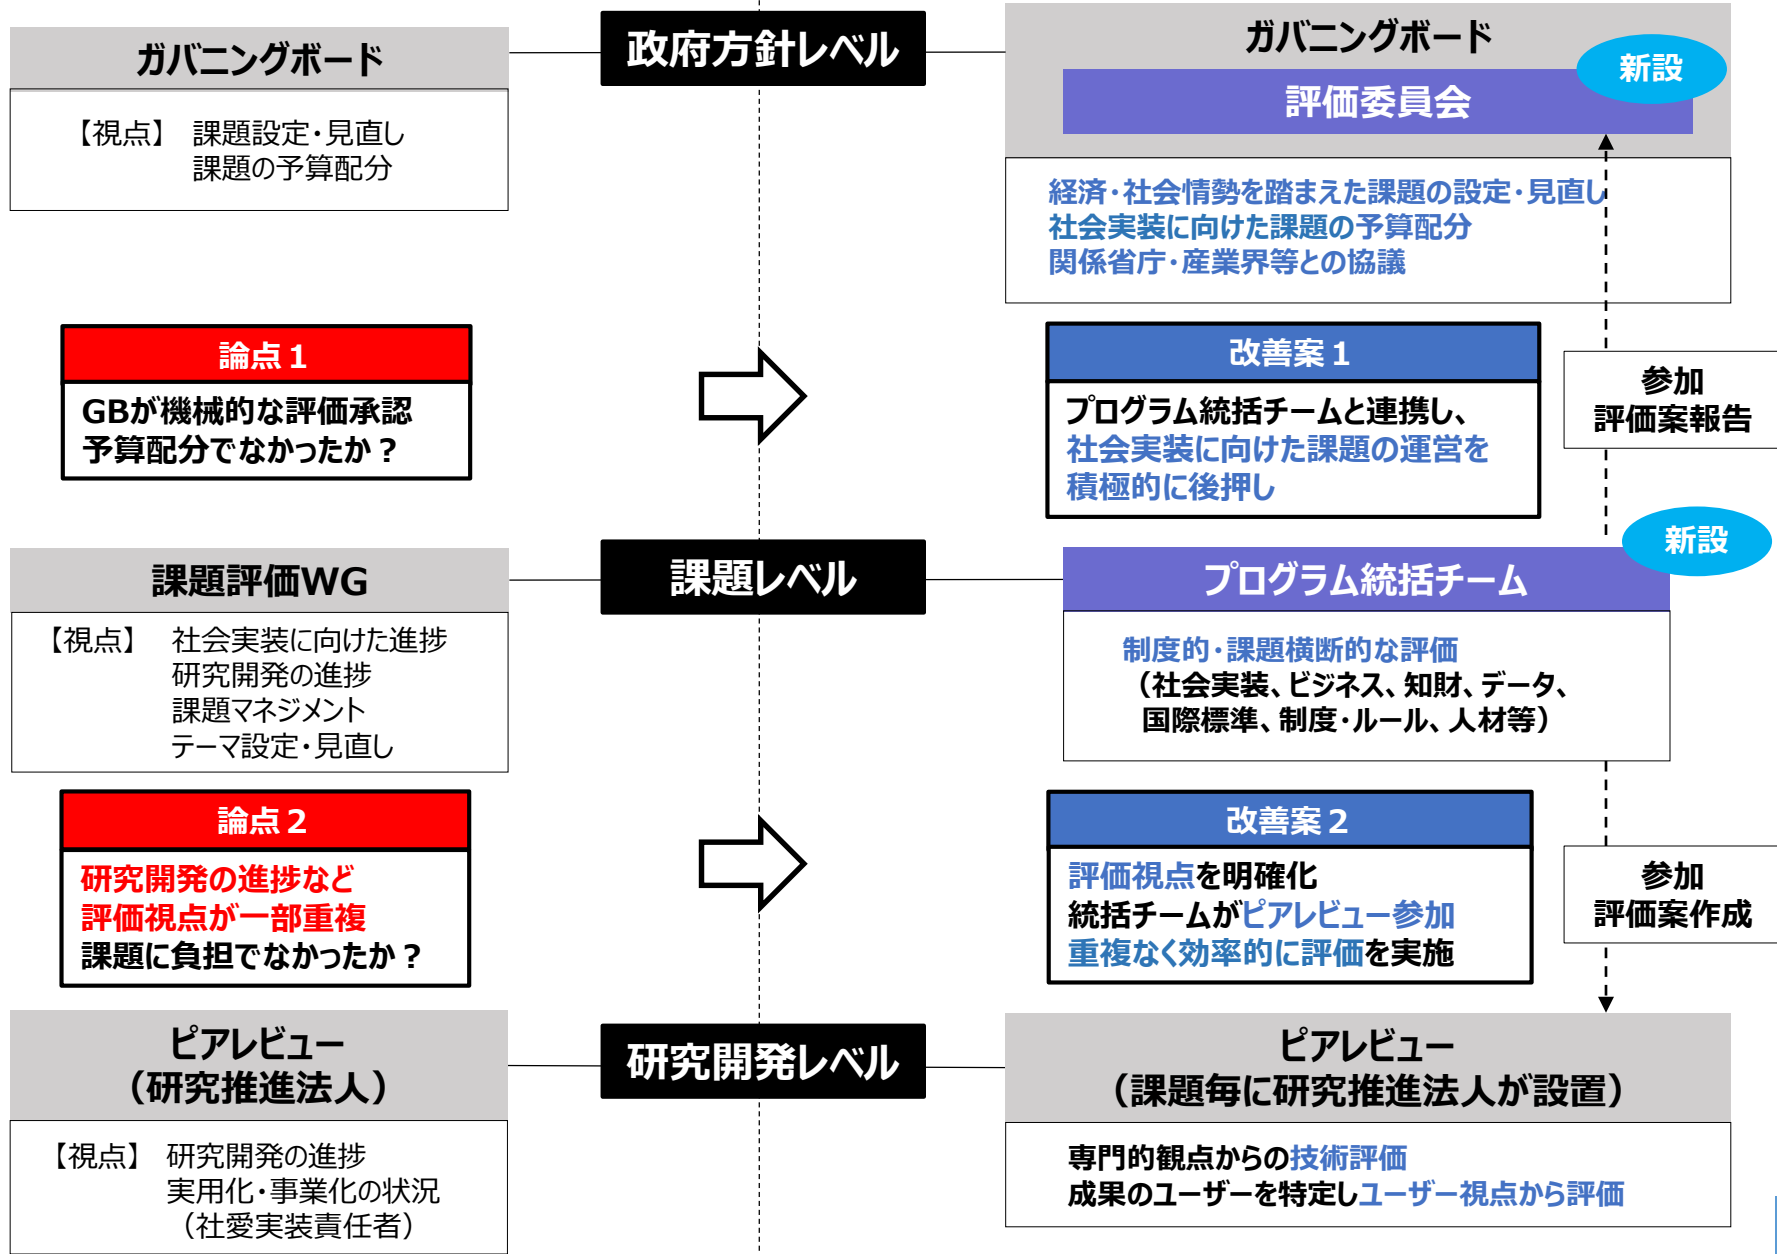 ガバニングボード
【視点】 課題設定・見直し
課題の予算配分
政府方針レベル
ガバニングボード
新設
評価委員会
経済・社会情勢を踏まえた課題の設定・見直し
社会実装に向けた課題の予算配分
関係省庁・産業界等との協議
論点１
GBが機械的な評価承認
予算配分でなかったか？
改善案１
プログラム統括チームと連携し、
社会実装に向けた課題の運営を
積極的に後押し
参加
評価案報告
課題評価WG
【視点】 社会実装に向けた進捗
研究開発の進捗
課題マネジメント
テーマ設定・見直し
課題レベル
新設
プログラム統括チーム
制度的・課題横断的な評価
（社会実装、ビジネス、知財、データ、
国際標準、制度・ルール、人材等）
論点２
研究開発の進捗など
評価視点が一部重複
課題に負担でなかったか？
改善案２
評価視点を明確化
統括チームがピアレビュー参加
重複なく効率的に評価を実施
参加
評価案作成
ピアレビュー
（研究推進法人）
【視点】 研究開発の進捗
実用化・事業化の状況
（社愛実装責任者）
研究開発レベル
ピアレビュー
（課題毎に研究推進法人が設置）
専門的観点からの技術評価
成果のユーザーを特定しユーザー視点から評価